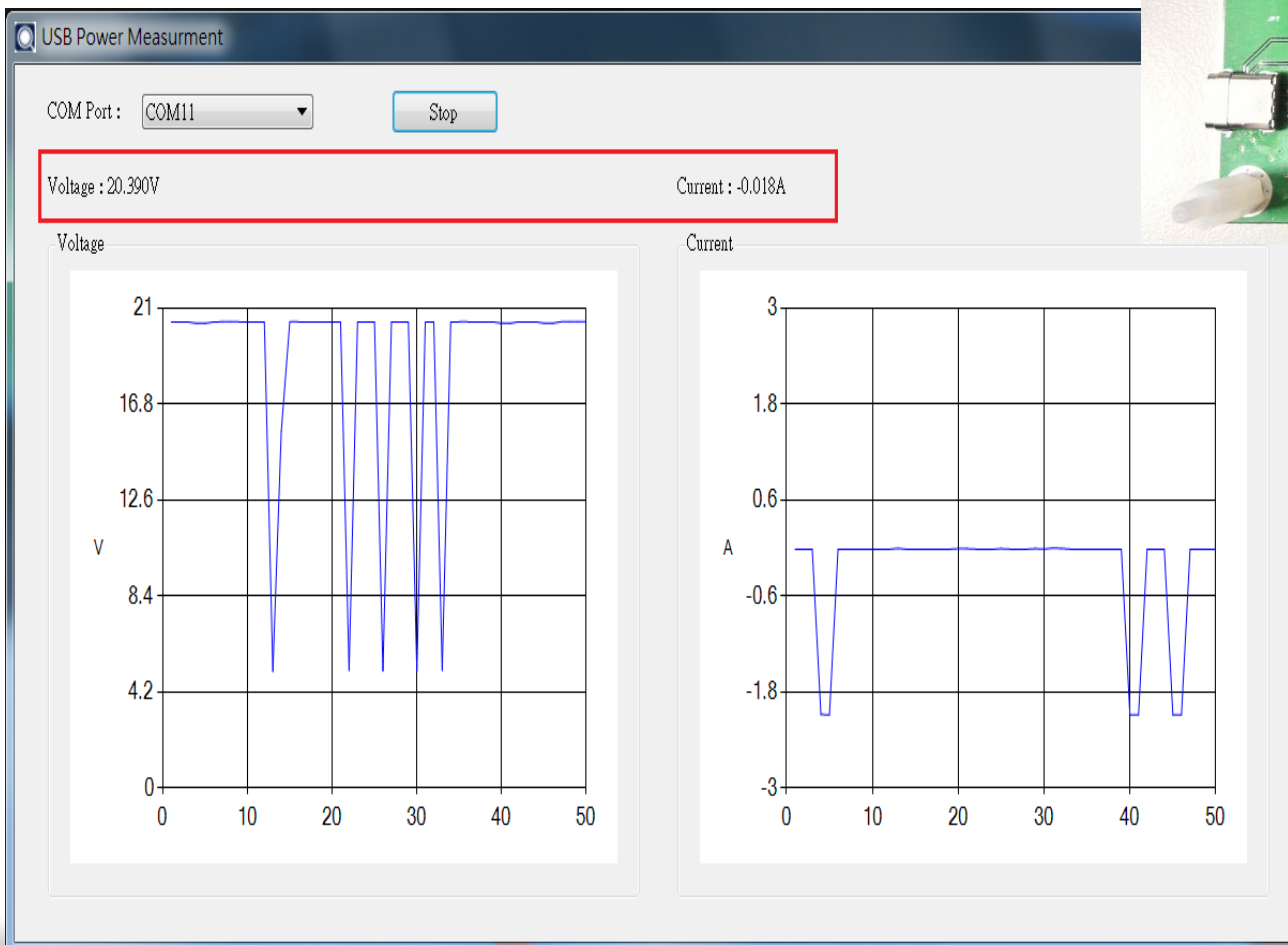 USB Power Measurment
COM Port : COM11 Stop
Voltage : 20.390V Current : -0.018A
Voltage
21
16.8
12.6
V
8.4
4.2
0
0 10 20 30 40 50
Current
3
1.8
0.6
A
-0.6
-1.8
-3
0 10 20 30 40 50